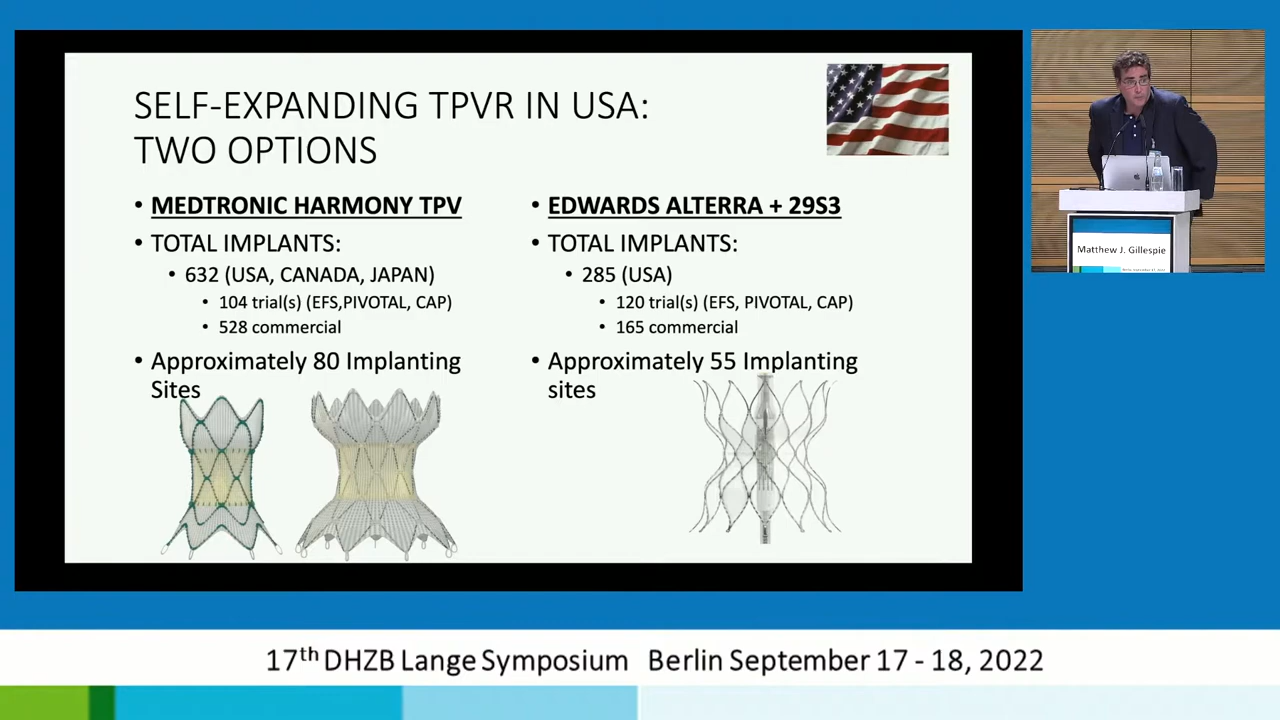 SELF-EXPANDING TPVR IN USA:
TWO OPTIONS
• MEDTRONIC HARMONY TPV
• TOTAL IMPLANTS:
• 632 (USA, CANADA, JAPAN)
• 104 trial(s) (EFS,PIVOTAL, CAP)
• 528 commercial
• Approximately 80 Implanting
Sites
• EDWARDS ALTERRA + 29S3
• TOTAL IMPLANTS:
• 285 (USA)
• 120 trial(s) (EFS, PIVOTAL, CAP)
• 165 commercial
• Approximately 55 Implanting
sites
Matthew J. Gillespie
17th DHZB Lange Symposium Berlin September 17 - 18, 2022